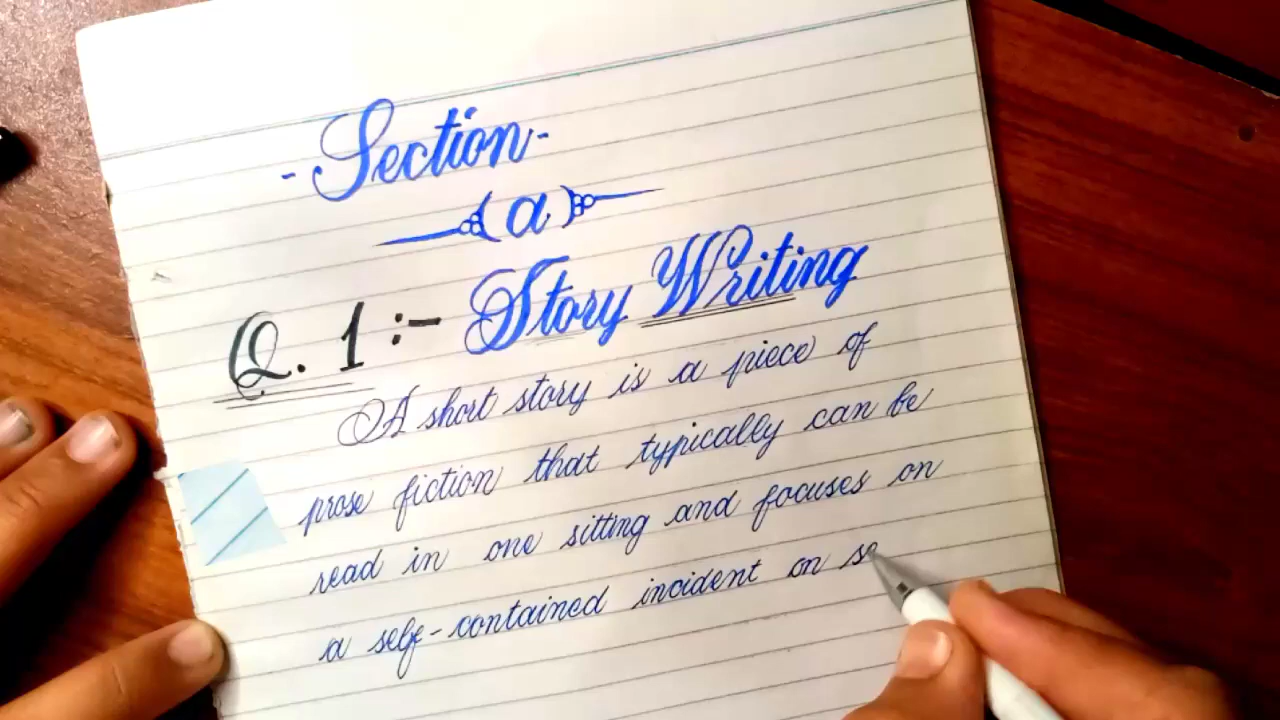 - Section -
(a)
Q. 1 :- Story Writing
A short story is a piece of
prose fiction that typically can be
read in one sitting and focuses on
a self-contained incident on se